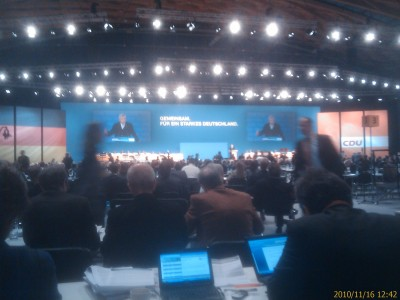 GEMEINSAM.
FÜR EIN STARKES DEUTSCHLAND.
CDU
2010/11/16 12:42